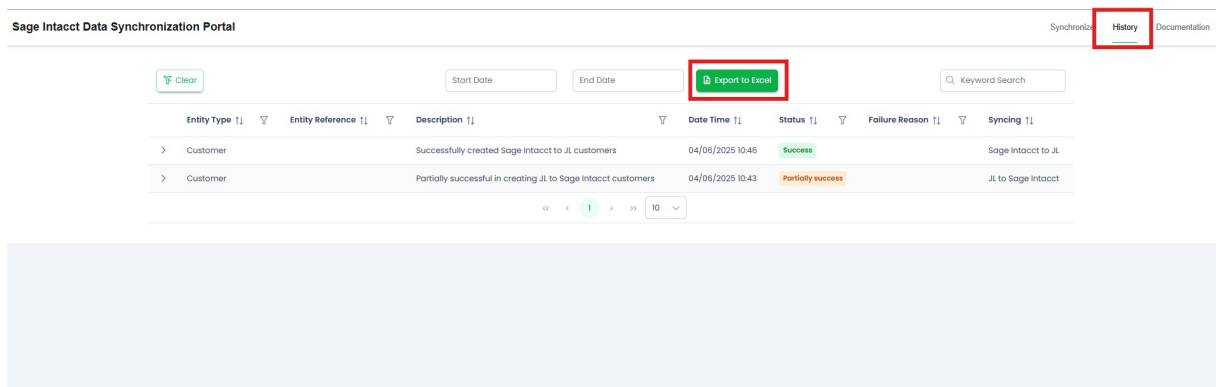 Sage Intacct Data Synchronization Portal
Synchronize History Documentation
Clear Start Date End Date Export to Excel Keyword Search
Entity Type Entity Reference Description Date Time Status Failure Reason Syncing
Customer Successfully created Sage Intacct to JL customers 04/06/2025 10:46 Success Sage Intacct to JL
Customer Partially successful in creating JL to Sage Intacct customers 04/06/2025 10:43 Partially success JL to Sage Intacct
« ‹ 1 › » 10